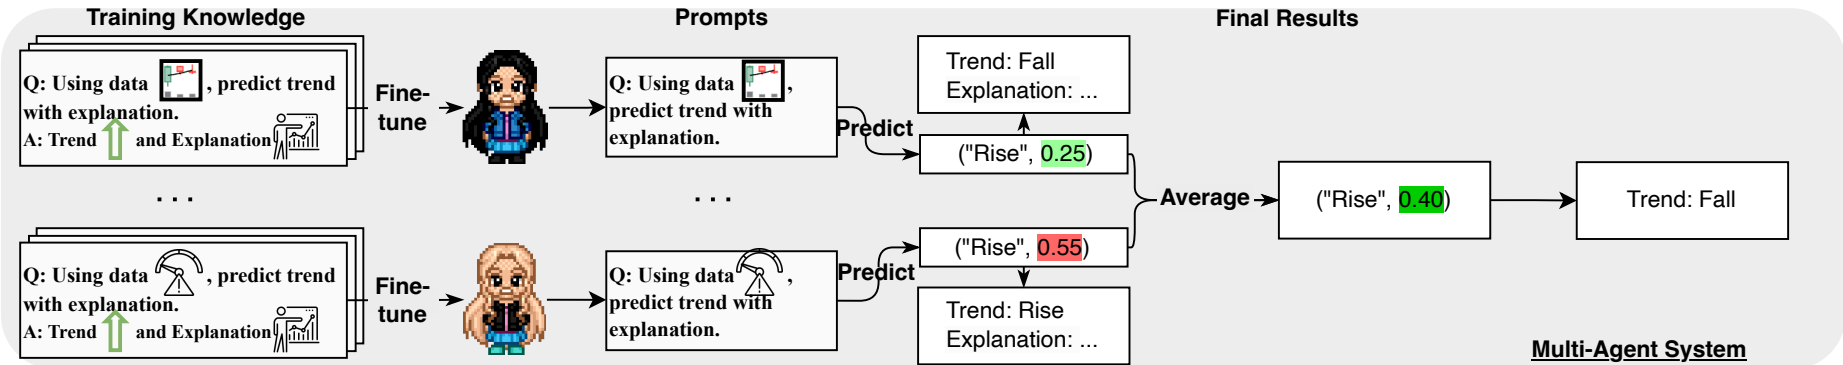 Training Knowledge
Prompts
Final Results
Q: Using data , predict trend
with explanation.
A: Trend and Explanation
Fine-
tune
Q: Using data ,
predict trend with
explanation.
Predict
Trend: Fall
Explanation: ...
("Rise", 0.25)
. . .
. . .
Average
("Rise", 0.40)
Trend: Fall
Q: Using data , predict trend
with explanation.
A: Trend and Explanation
Fine-
tune
Q: Using data ,
predict trend with
explanation.
Predict
("Rise", 0.55)
Trend: Rise
Explanation: ...
Multi-Agent System